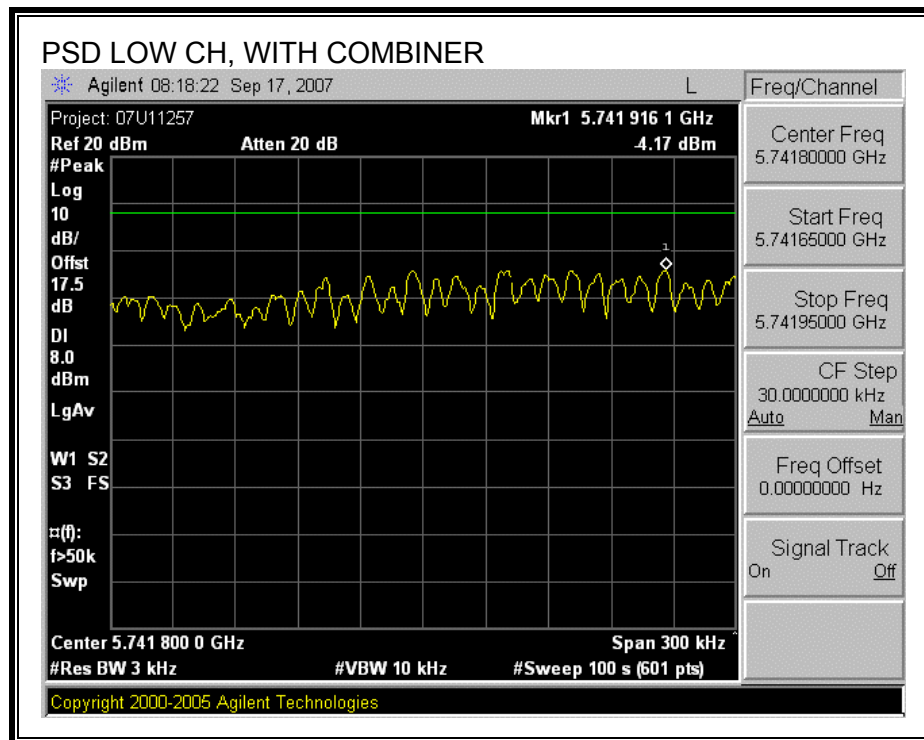 PSD LOW CH, WITH COMBINER
Agilent 08:18:22 Sep 17, 2007 L
Freq/Channel
Project: 07U11257 Mkr1 5.741 916 1 GHz
Ref 20 dBm Atten 20 dB -4.17 dBm
#Peak
Log
10
dB/
Offst
17.5
dB
DI
8.0
dBm
LgAv
W1 S2
S3 FS
¤(f):
f>50k
Swp
1
Center 5.741 800 0 GHz Span 300 kHz
#Res BW 3 kHz #VBW 10 kHz #Sweep 100 s (601 pts)
Copyright 2000-2005 Agilent Technologies
Center Freq
5.74180000 GHz
Start Freq
5.74165000 GHz
Stop Freq
5.74195000 GHz
CF Step
30.0000000 kHz
Auto Man
Freq Offset
0.00000000 Hz
Signal Track
On Off